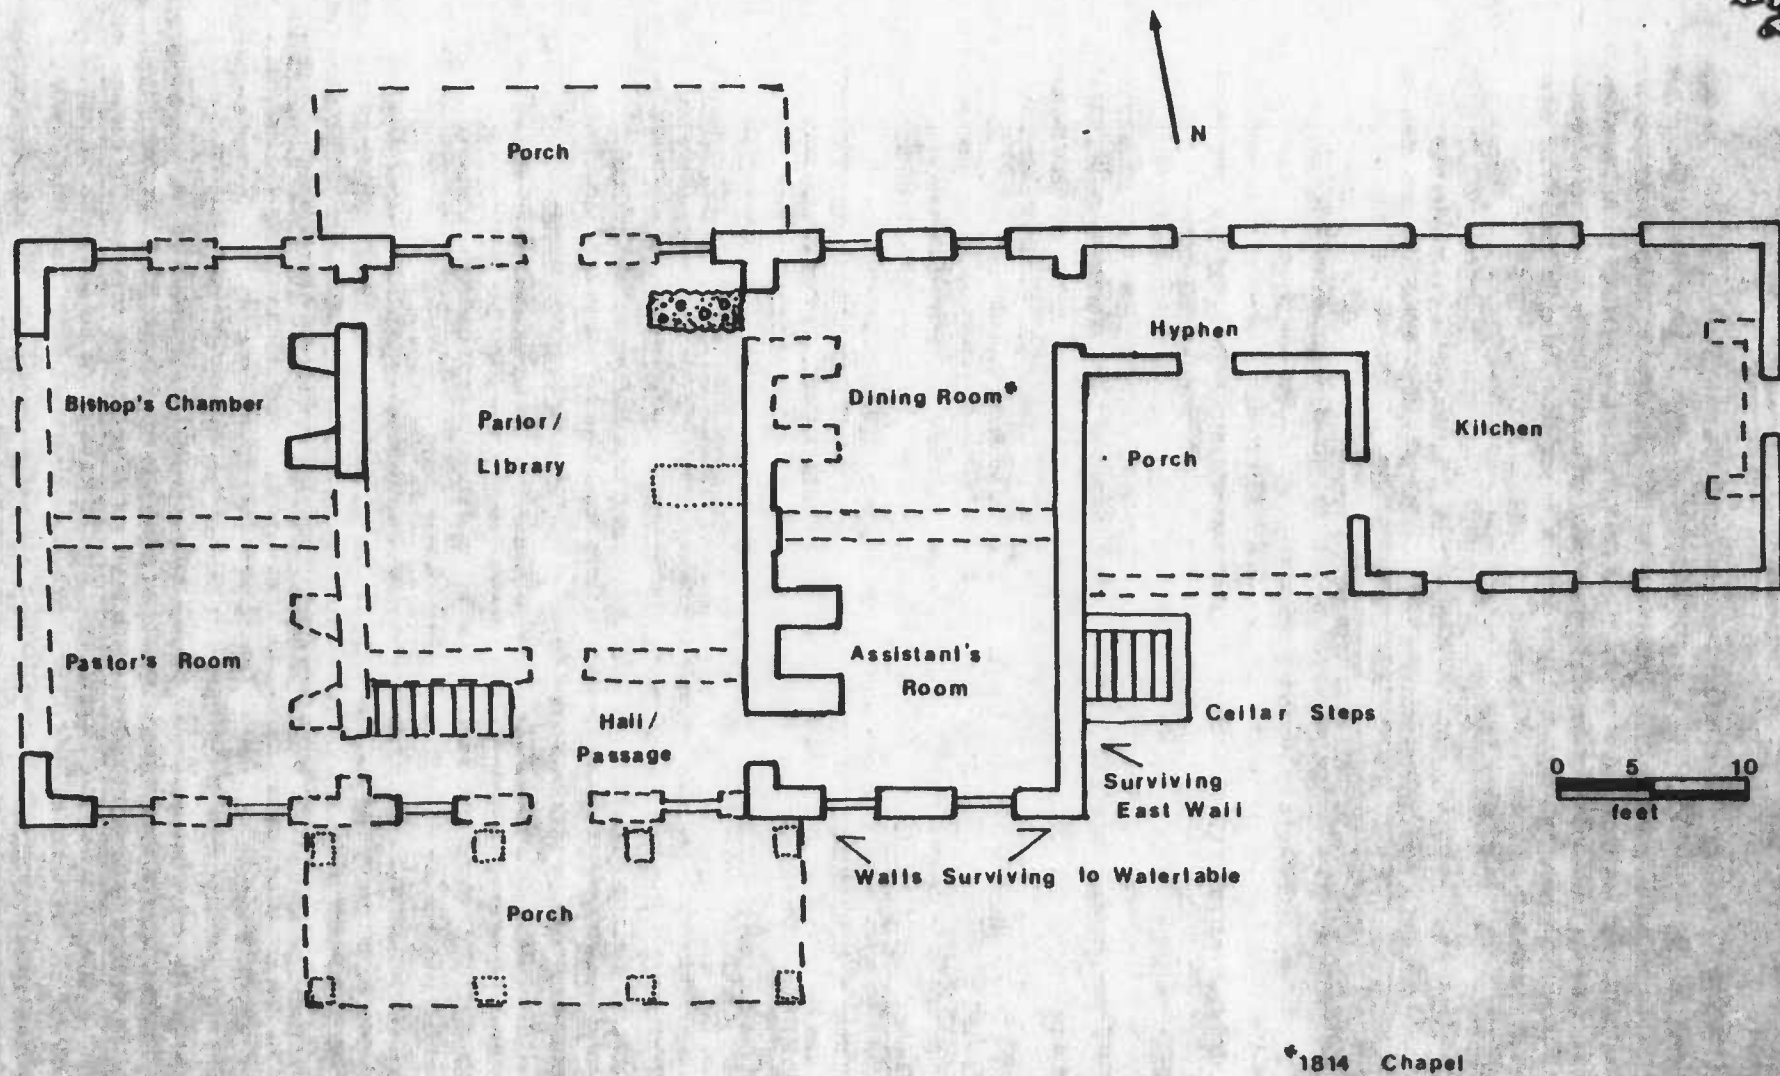 N
Porch
Hyphen
Bishop's Chamber
Dining Room*
Parlor/
Library
Kitchen
Porch
Pastor's Room
Assistant's
Room
Hall/
Passage
Cellar Steps
Surviving
East Wall
0 5 10
feet
Walls Surviving to Watertable
Porch
*1814 Chapel